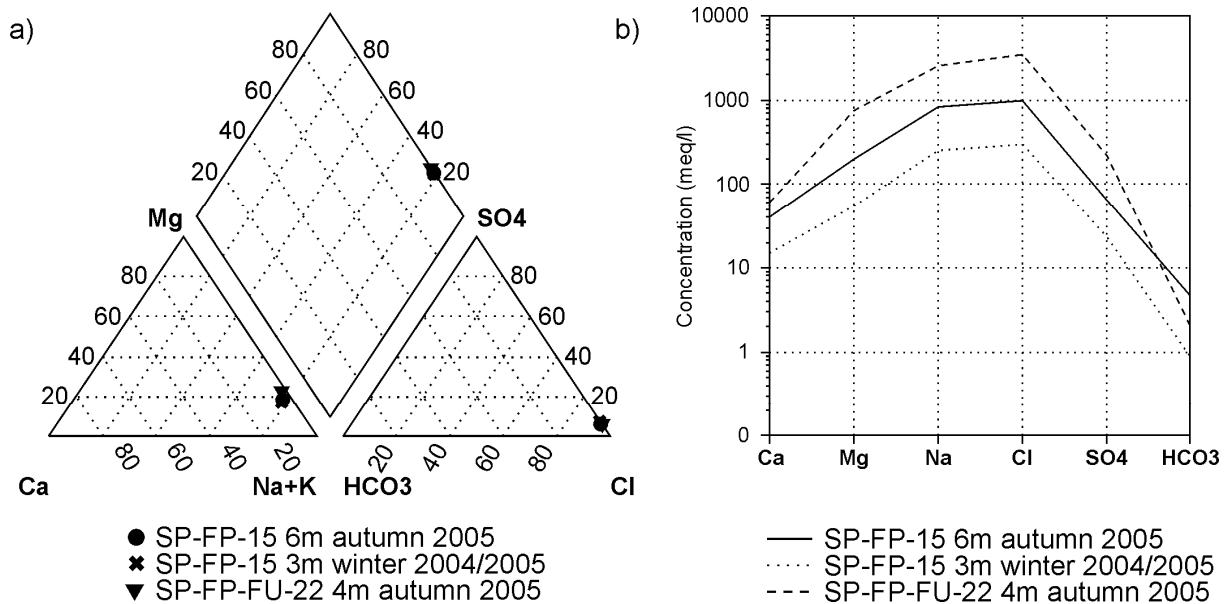 a)
80 80
60 60
40 40
20 20
Mg SO4
80 80
60 60
40 40
20 20
80 60 40 20
20 40 60 80
Ca Na+K HCO3 Cl
SP-FP-15 6m autumn 2005
SP-FP-15 3m winter 2004/2005
SP-FP-FU-22 4m autumn 2005
b)
Concentration (meq/l)
10000
1000
100
10
1
0
Ca Mg Na Cl SO4 HCO3
SP-FP-15 6m autumn 2005
SP-FP-15 3m winter 2004/2005
SP-FP-FU-22 4m autumn 2005